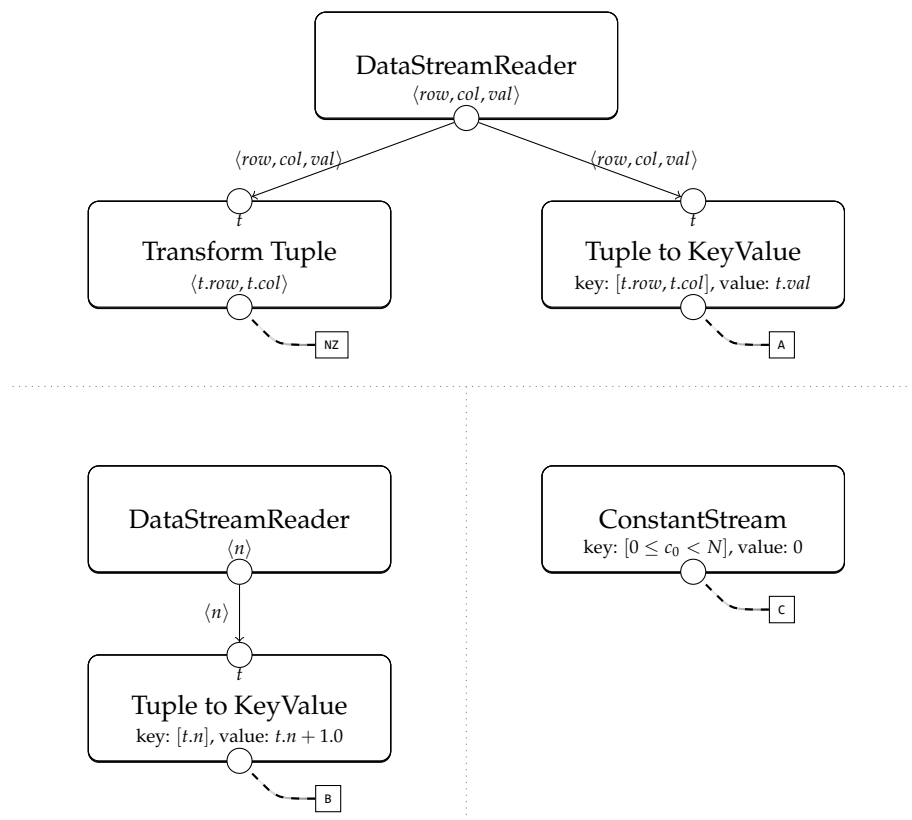 DataStreamReader
⟨row, col, val⟩
⟨row, col, val⟩
⟨row, col, val⟩
t
t
Transform Tuple
⟨t.row, t.col⟩
Tuple to KeyValue
key: [t.row, t.col], value: t.val
NZ
A
DataStreamReader
⟨n⟩
ConstantStream
key: [0 ≤ c₀ < N], value: 0
⟨n⟩
C
t
Tuple to KeyValue
key: [t.n], value: t.n + 1.0
B